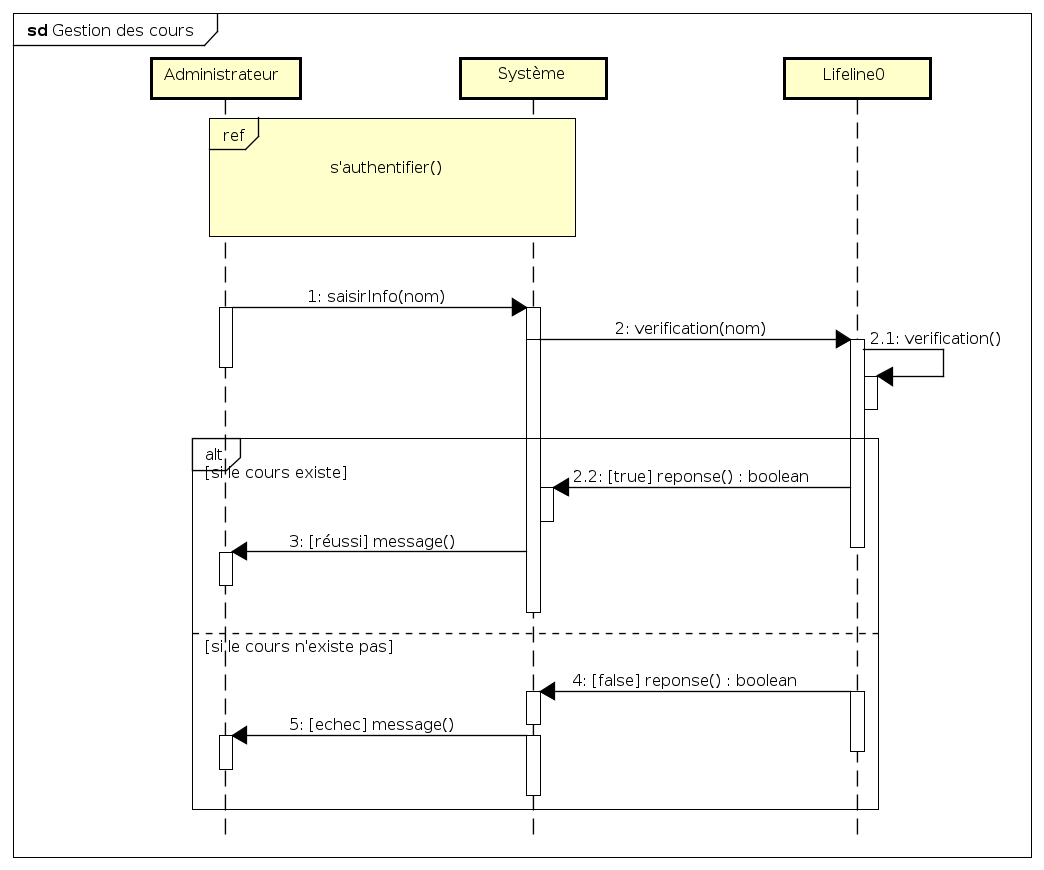 sd Gestion des cours
Administrateur
Système
Lifeline0
ref
s'authentifier()
1: saisirInfo(nom)
2: verification(nom)
2.1: verification()
alt
[si le cours existe]
2.2: [true] reponse() : boolean
3: [réussi] message()
[si le cours n'existe pas]
4: [false] reponse() : boolean
5: [echec] message()